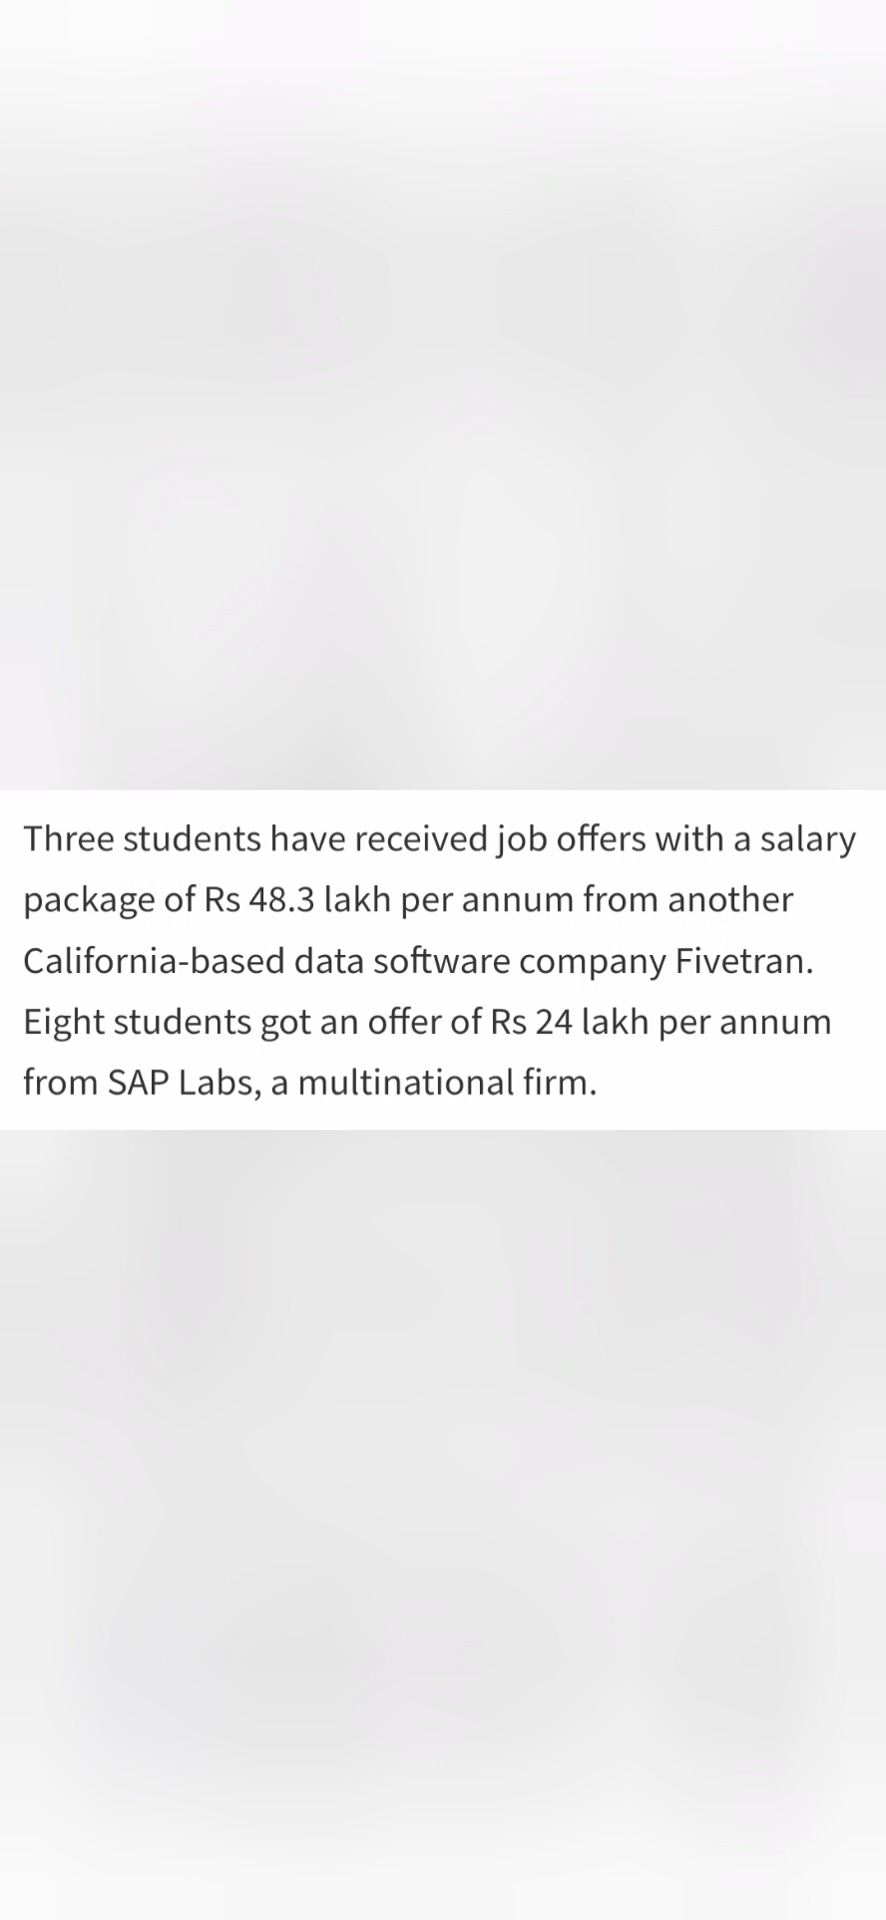 Three students have received job offers with a salary
package of Rs 48.3 lakh per annum from another
California-based data software company Fivetran.
Eight students got an offer of Rs 24 lakh per annum
from SAP Labs, a multinational firm.